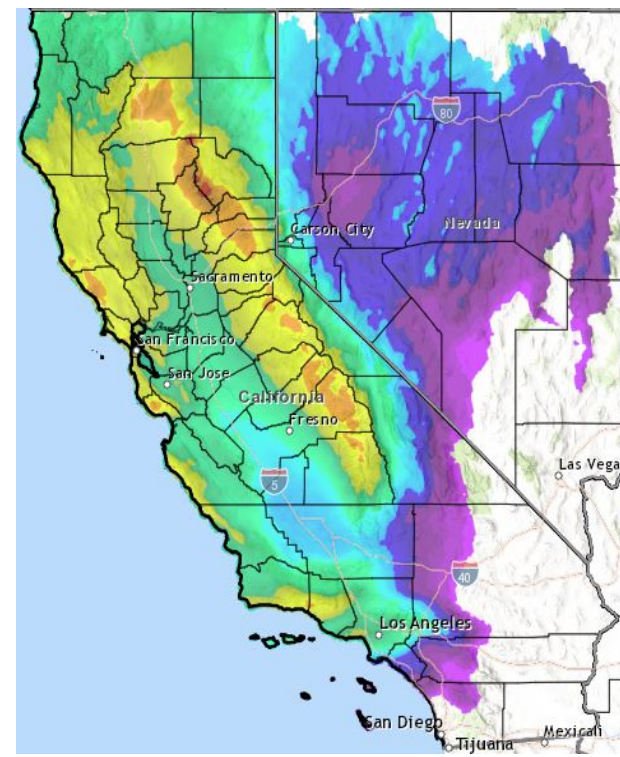 80
Nevada
Carson City
Sacramento
San Francisco
San Jose
California
Fresno
Las Vega
5
40
Los Angeles
San Diego
Mexicali
Tijuana